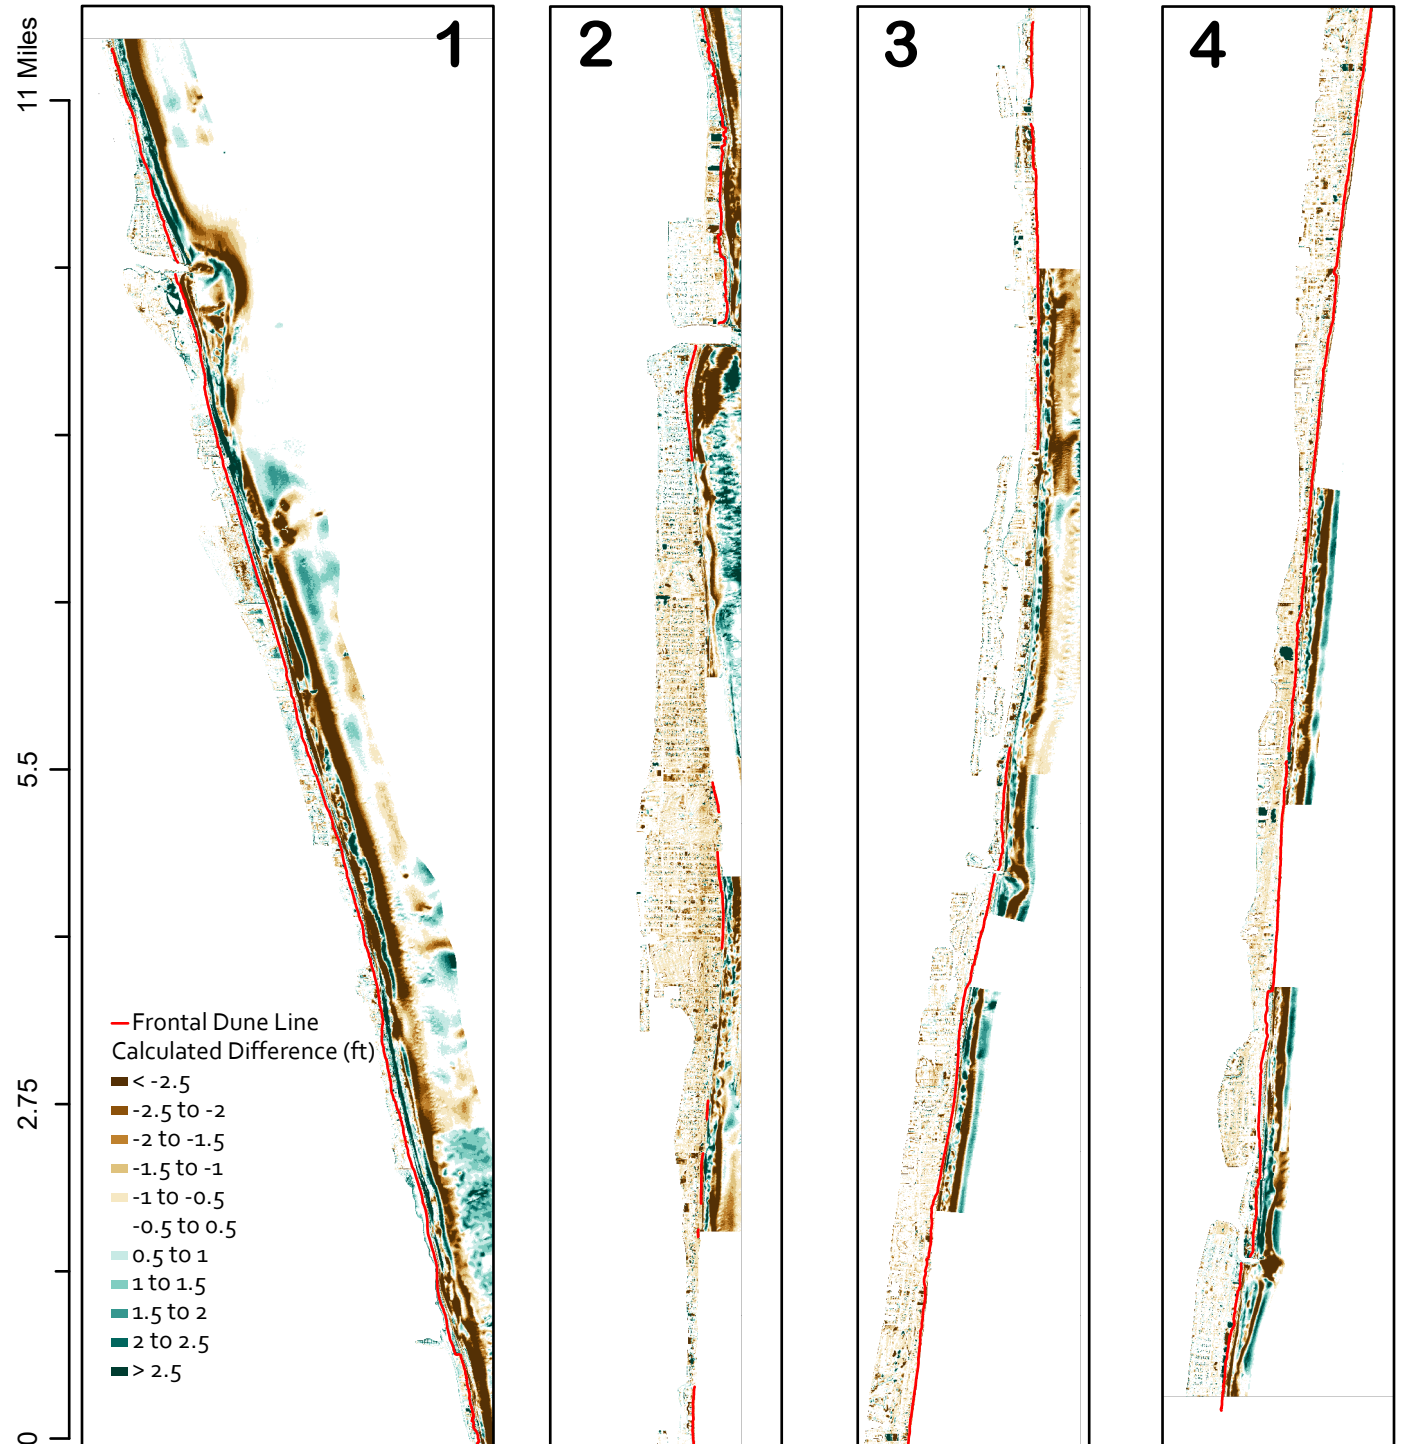 1
2
3
4
11 Miles
5.5
2.75
0
Frontal Dune Line
Calculated Difference (ft)
< -2.5
-2.5 to -2
-2 to -1.5
-1.5 to -1
-1 to -0.5
-0.5 to 0.5
0.5 to 1
1 to 1.5
1.5 to 2
2 to 2.5
> 2.5